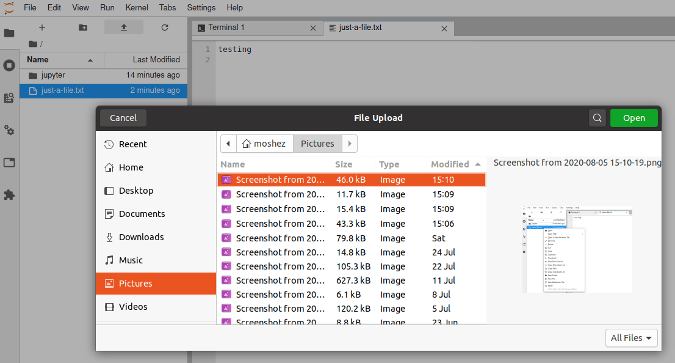 File Edit View Run Kernel Tabs Settings Help
Terminal 1 just-a-file.txt
/
Name Last Modified
jupyter 14 minutes ago
just-a-file.txt 2 minutes ago
1 testing
2
Cancel File Upload Open
moshez Pictures
Recent
Home
Desktop
Documents
Downloads
Music
Pictures
Videos
Name Size Type Modified
Screenshot from 20... 46.0 kB Image 15:10
Screenshot from 20... 11.7 kB Image 15:09
Screenshot from 20... 15.4 kB Image 15:09
Screenshot from 20... 43.3 kB Image 15:06
Screenshot from 20... 79.8 kB Image Sat
Screenshot from 20... 14.8 kB Image 24 Jul
Screenshot from 20... 105.3 kB Image 22 Jul
Screenshot from 20... 627.3 kB Image 11 Jul
Screenshot from 20... 6.1 kB Image 8 Jul
Screenshot from 20... 120.2 kB Image 5 Jul
Screenshot from 20... 8.8 kB Image 23 Jun
Screenshot from 2020-08-05 15-10-19.png
All Files